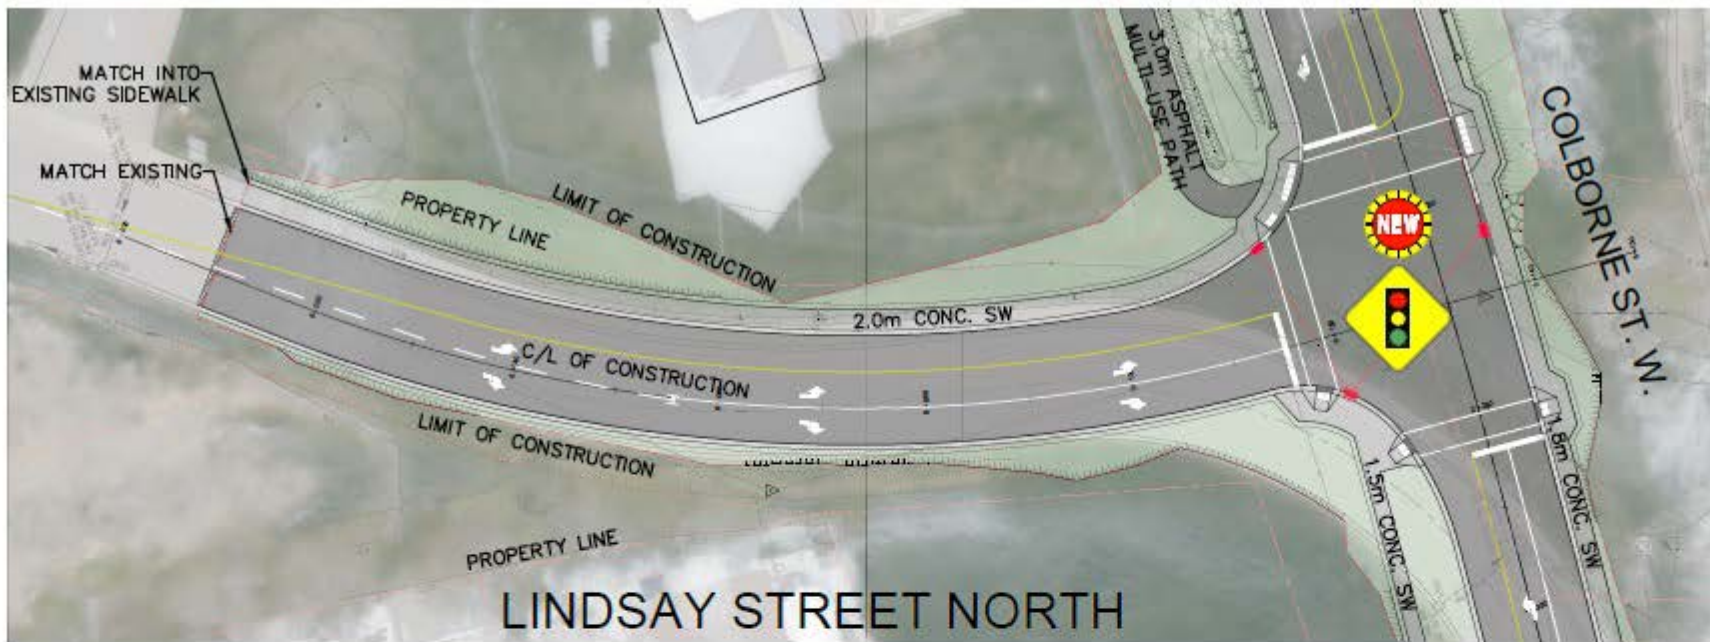 MATCH INTO
EXISTING SIDEWALK
MATCH EXISTING
PROPERTY LINE
LIMIT OF CONSTRUCTION
3.0m ASPHALT
MULTI-USE PATH
NEW
COLBORNE ST. W.
2.0m CONC. SW
C/L OF CONSTRUCTION
LIMIT OF CONSTRUCTION
PROPERTY LINE
1.5m CONC. SW
1.8m CONC. SW
LINDSAY STREET NORTH